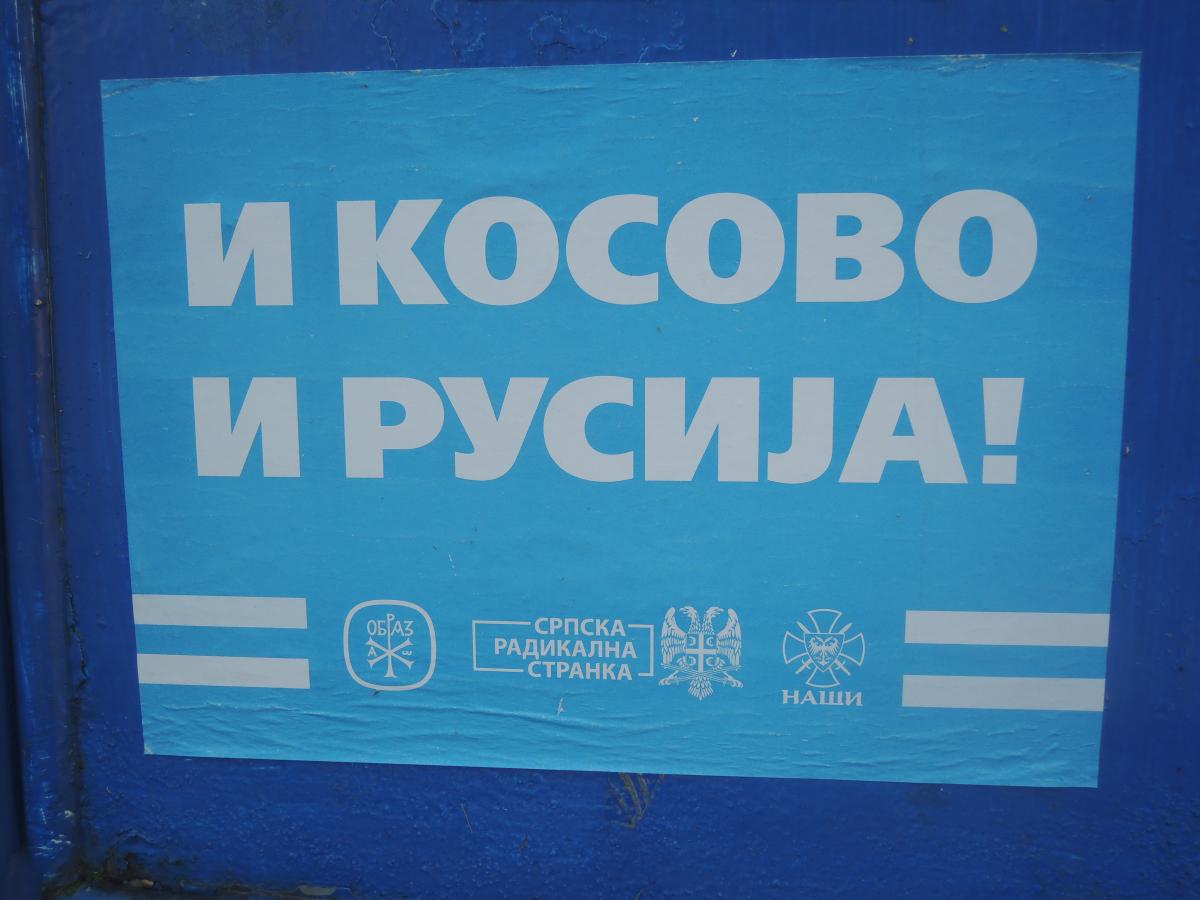 И КОСОВО
И РУСИЈА!
ОБРАЗ
СРПСКА
РАДИКАЛНА
СТРАНКА
НАШИ